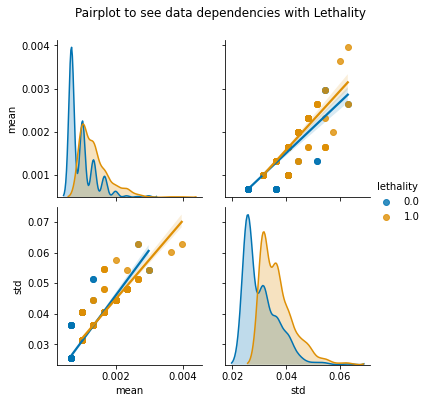 Pairplot to see data dependencies with Lethality
0.004
0.003
0.002
0.001
mean
lethality
0.0
1.0
0.07
0.06
0.05
0.04
0.03
std
0.002 0.004
mean
0.02 0.04 0.06
std